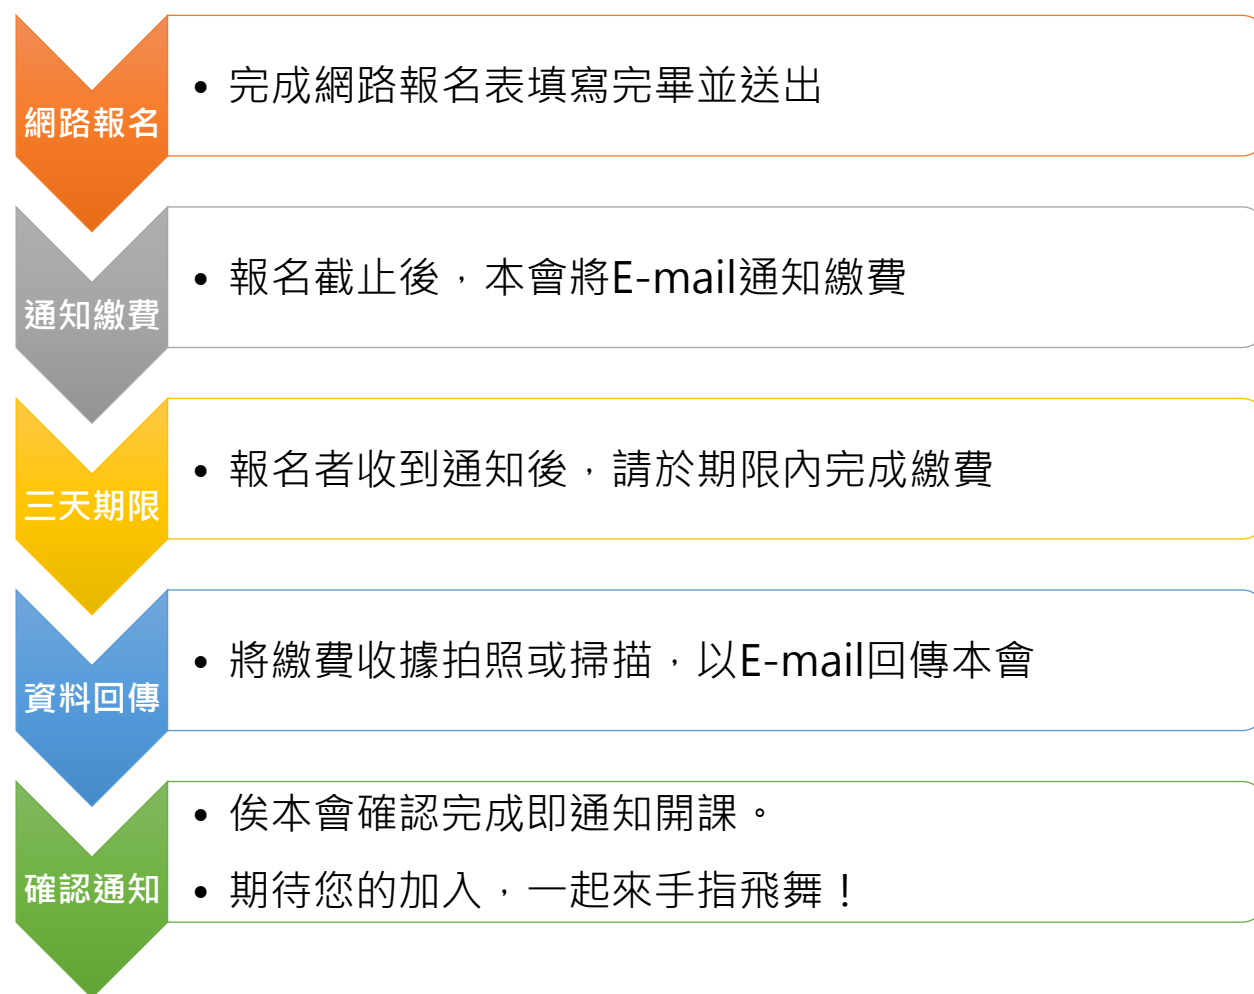 網路報名
• 完成網路報名表填寫完畢並送出
通知繳費
• 報名截止後，本會將E-mail通知繳費
三天期限
• 報名者收到通知後，請於期限內完成繳費
資料回傳
• 將繳費收據拍照或掃描，以E-mail回傳本會
確認通知
• 俟本會確認完成即通知開課。
• 期待您的加入，一起來手指飛舞！